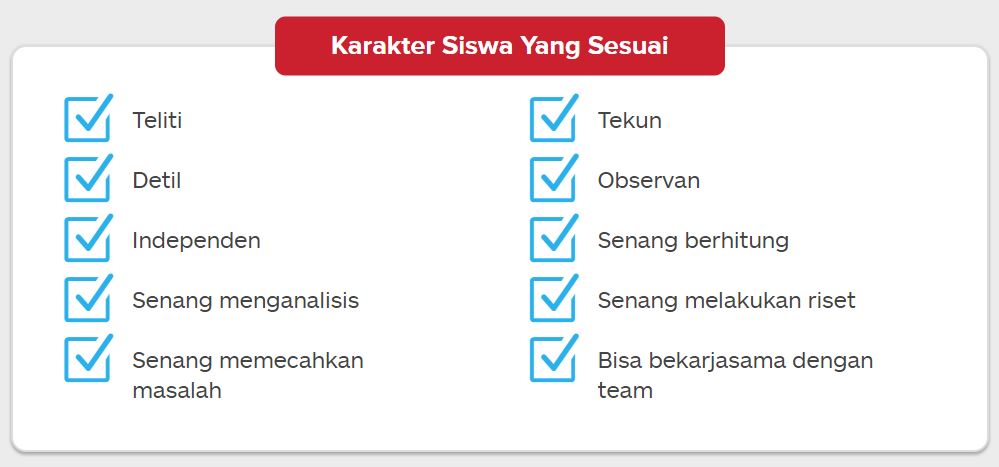 Karakter Siswa Yang Sesuai
Teliti
Detil
Independen
Senang menganalisis
Senang memecahkan
masalah
Tekun
Observan
Senang berhitung
Senang melakukan riset
Bisa bekarjasama dengan
team